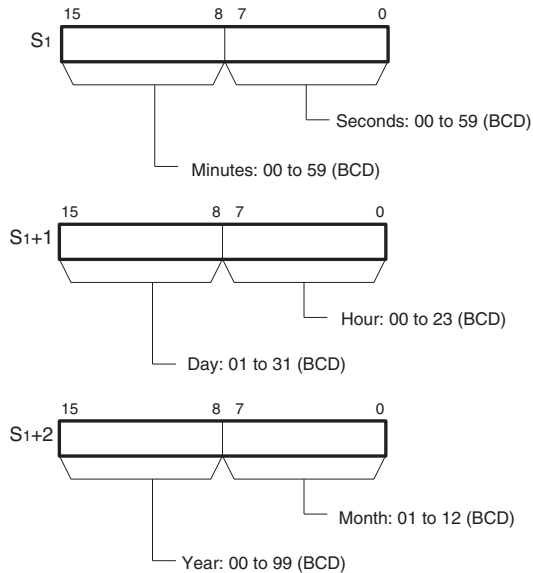 15 8 7 0
S1
Seconds: 00 to 59 (BCD)
Minutes: 00 to 59 (BCD)
15 8 7 0
S1+1
Hour: 00 to 23 (BCD)
Day: 01 to 31 (BCD)
15 8 7 0
S1+2
Month: 01 to 12 (BCD)
Year: 00 to 99 (BCD)